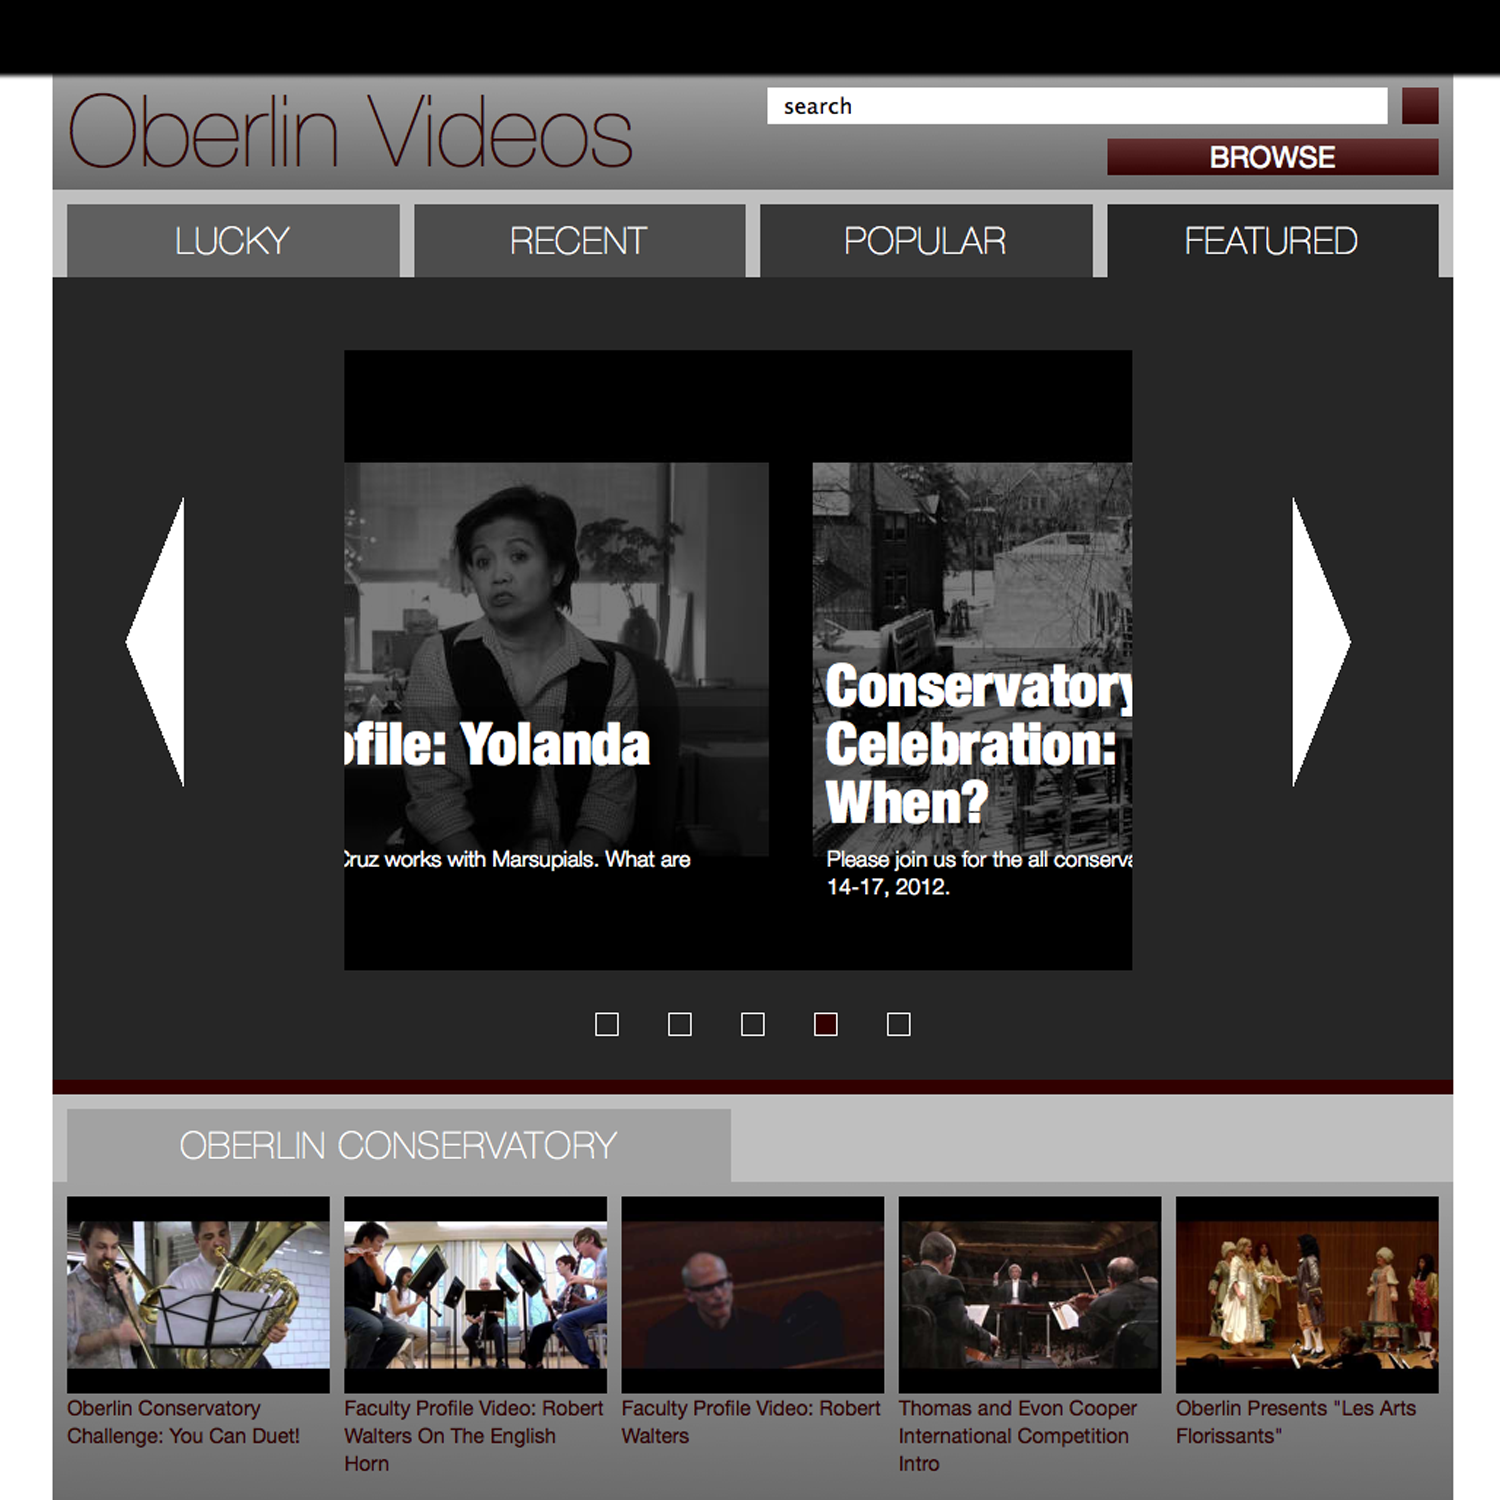 Oberlin Videos
search
BROWSE
LUCKY
RECENT
POPULAR
FEATURED
ofile: Yolanda
Cruz works with Marsupials. What are
Conservatory
Celebration:
When?
Please join us for the all conserva
14-17, 2012.
OBERLIN CONSERVATORY
Oberlin Conservatory
Challenge: You Can Duet!
Faculty Profile Video: Robert
Walters On The English
Horn
Faculty Profile Video: Robert
Walters
Thomas and Evon Cooper
International Competition
Intro
Oberlin Presents "Les Arts
Florissants"